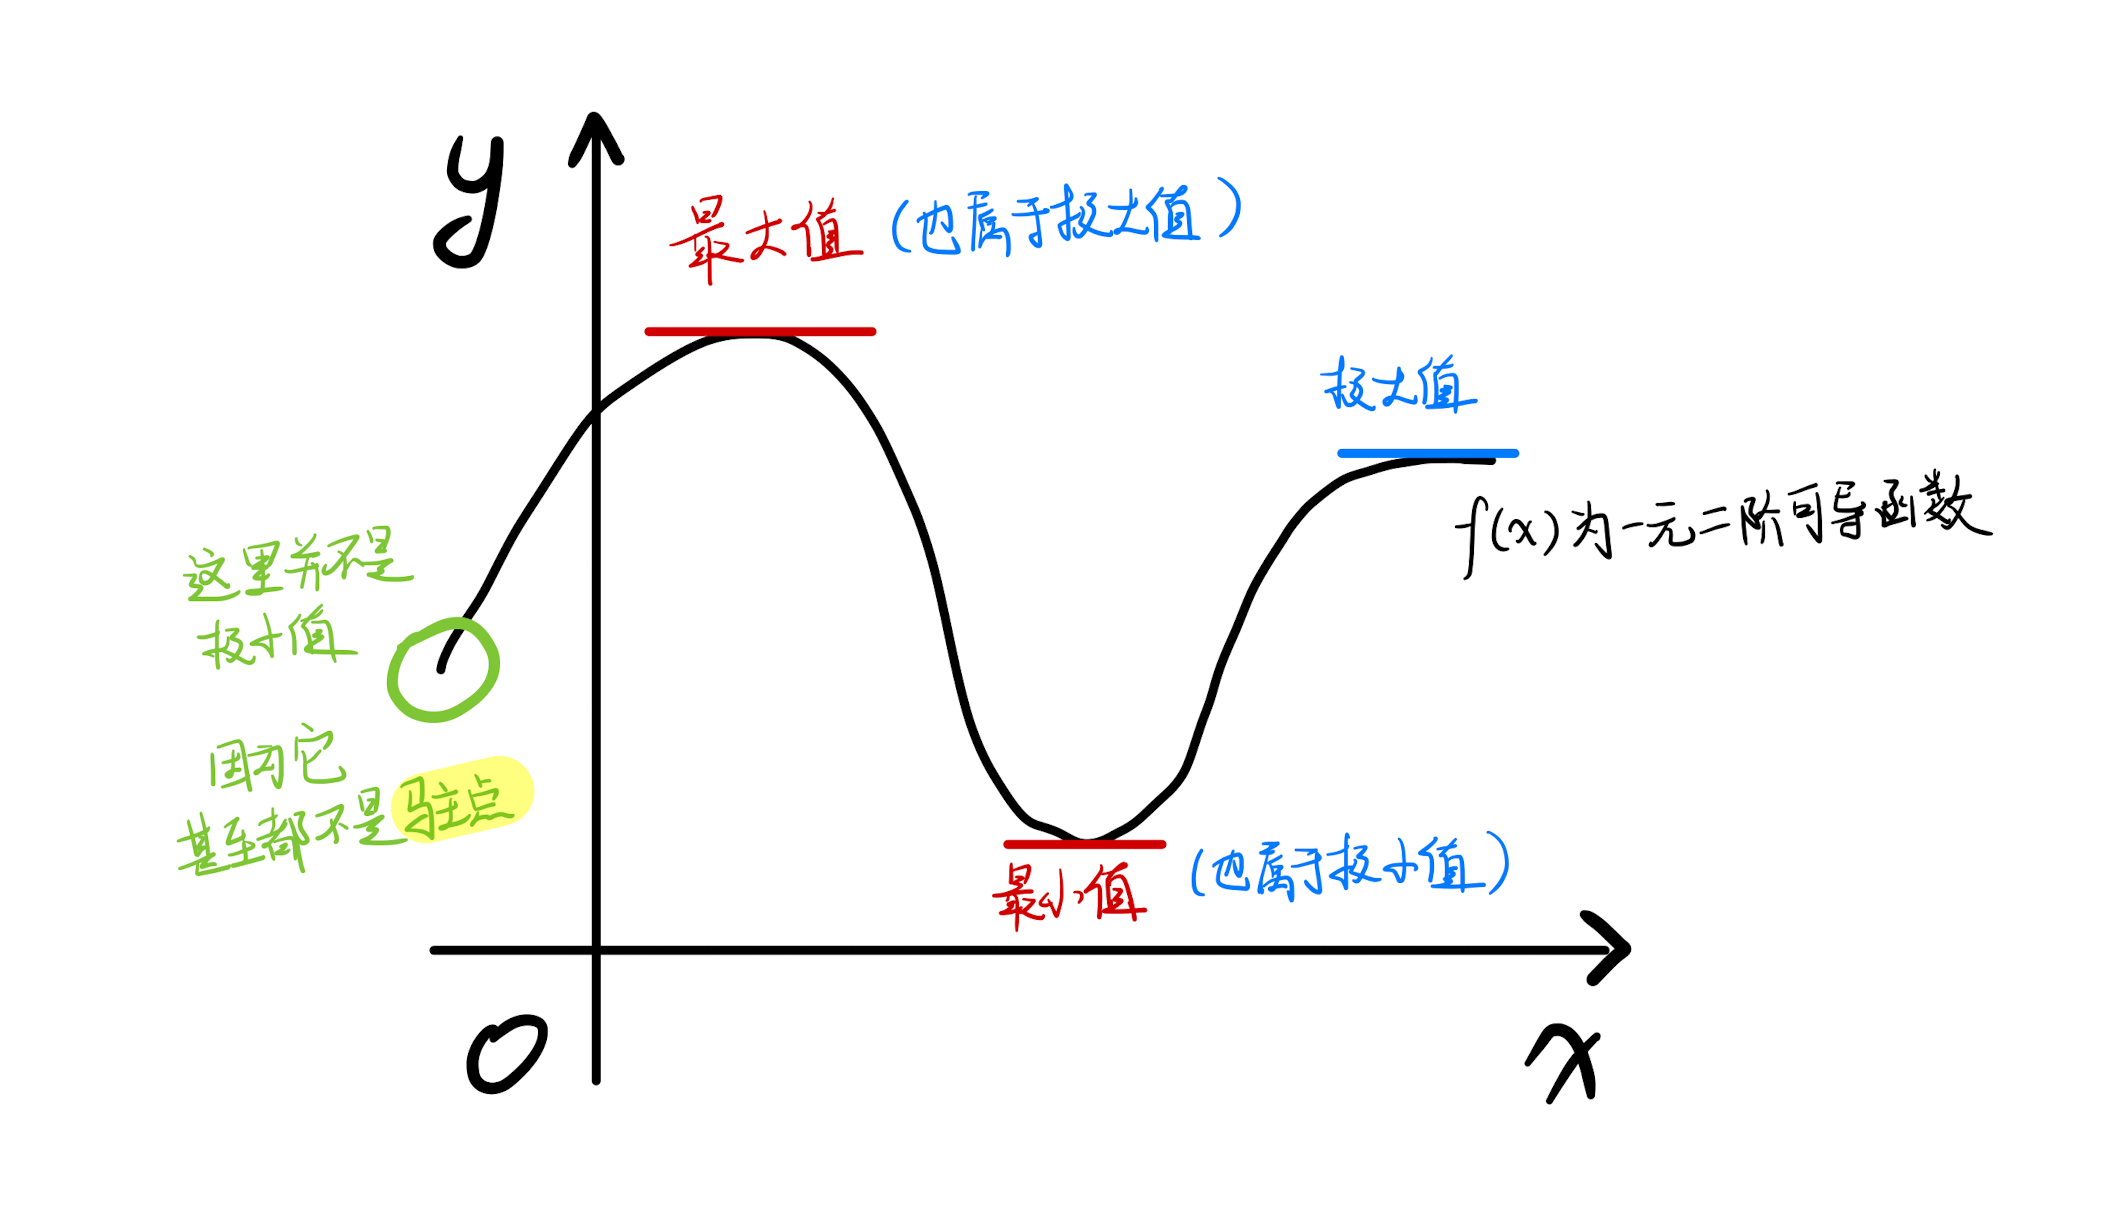 y
最大值 (也属于极大值)
极大值
f(x) 为一元二阶可导函数
这里并不是
极小值
因为它
甚至都不是驻点
最小值 (也属于极小值)
O
x